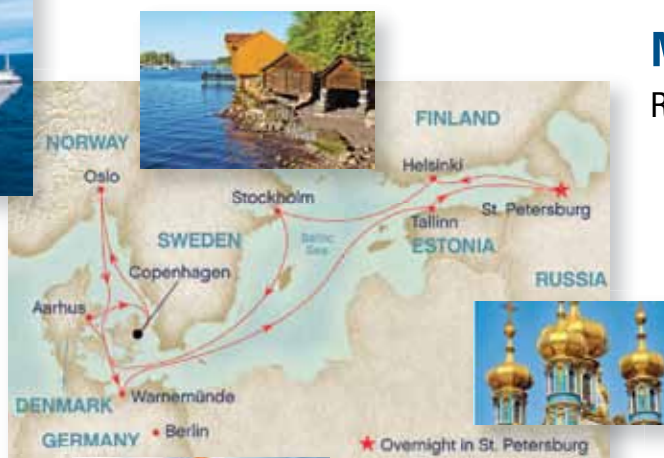 M
R
NORWAY
FINLAND
Oslo
Helsinki
Stockholm
St. Petersburg
Tallinn
SWEDEN
Baltic
Sea
ESTONIA
Copenhagen
RUSSIA
Aarhus
DENMARK
Warnemünde
GERMANY
Berlin
★ Overnight in St. Petersburg